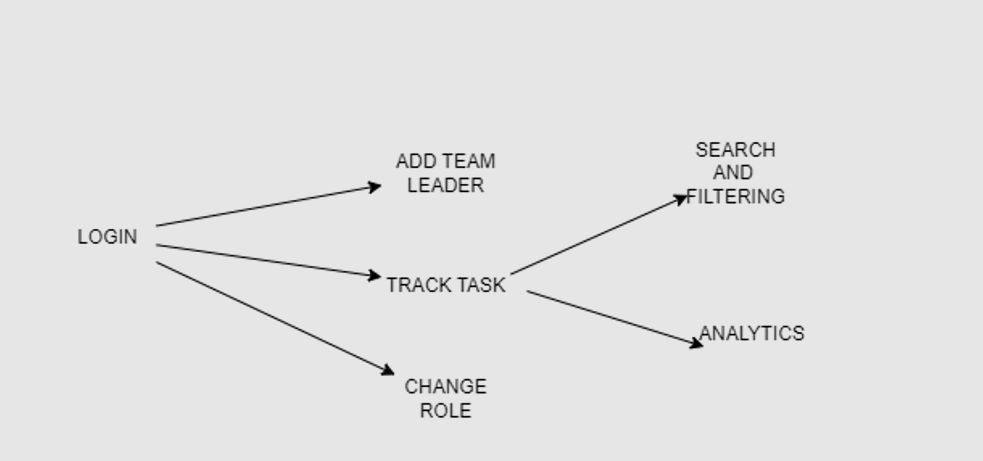 LOGIN
ADD TEAM
LEADER
TRACK TASK
CHANGE
ROLE
SEARCH
AND
FILTERING
ANALYTICS